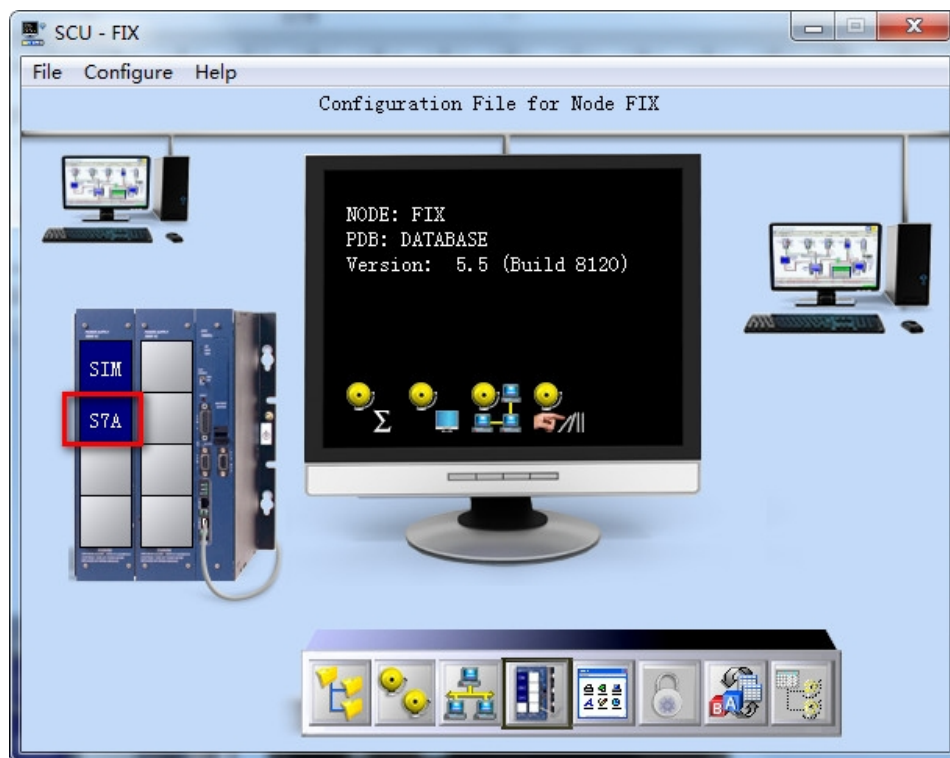 SCU - FIX
File Configure Help
Configuration File for Node FIX
NODE: FIX
PDB: DATABASE
Version: 5.5 (Build 8120)
SIM
S7A
Σ
B A